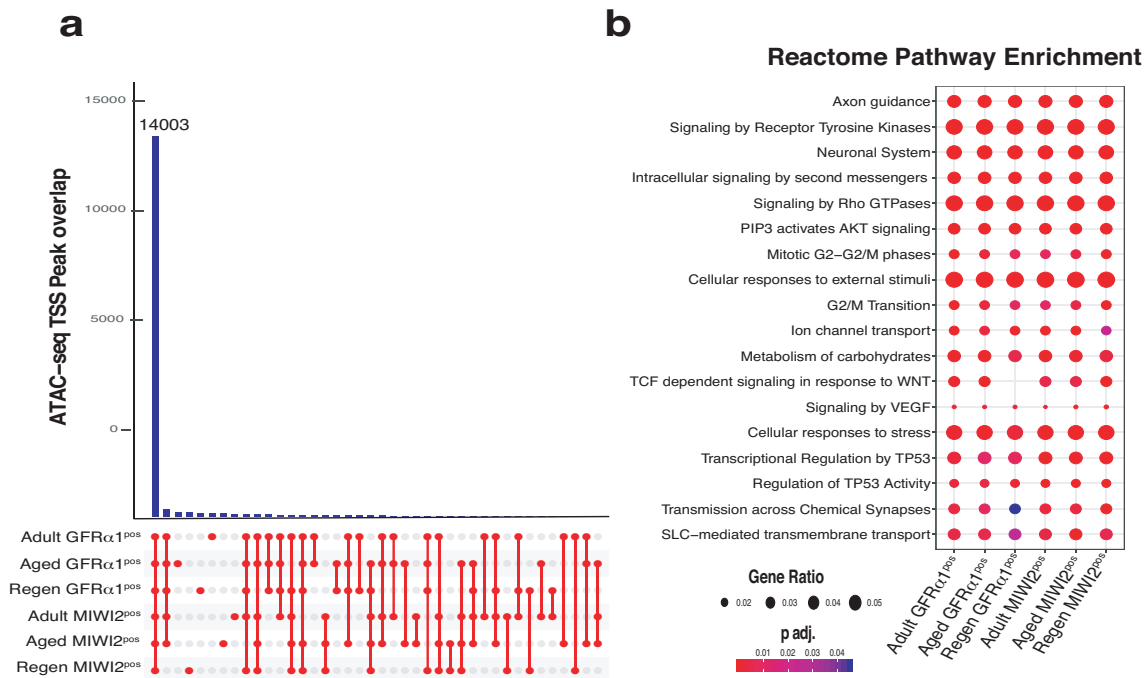 a
ATAC−seq TSS Peak overlap
15000
10000
5000
0
14003
Adult GFRα1pos
Aged GFRα1pos
Regen GFRα1pos
Adult MIWI2pos
Aged MIWI2pos
Regen MIWI2pos
b
Reactome Pathway Enrichment
Axon guidance
Signaling by Receptor Tyrosine Kinases
Neuronal System
Intracellular signaling by second messengers
Signaling by Rho GTPases
PIP3 activates AKT signaling
Mitotic G2−G2/M phases
Cellular responses to external stimuli
G2/M Transition
Ion channel transport
Metabolism of carbohydrates
TCF dependent signaling in response to WNT
Signaling by VEGF
Cellular responses to stress
Transcriptional Regulation by TP53
Regulation of TP53 Activity
Transmission across Chemical Synapses
SLC−mediated transmembrane transport
Adult GFRα1pos
Aged GFRα1pos
Regen GFRα1pos
Adult MIWI2pos
Aged MIWI2pos
Regen MIWI2pos
Gene Ratio
0.02 0.03 0.04 0.05
p adj.
0.01 0.02 0.03 0.04